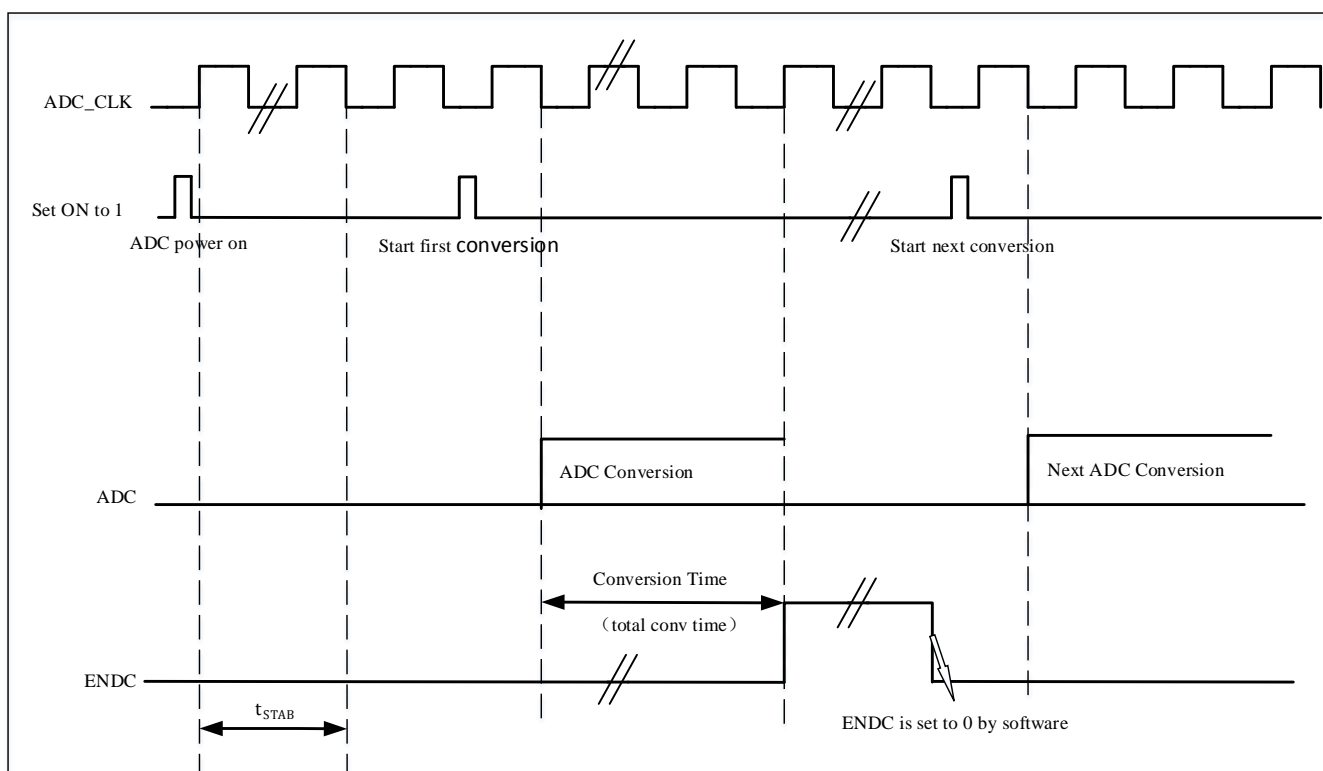 ADC_CLK
Set ON to 1
ADC power on
Start first conversion
Start next conversion
ADC Conversion
Next ADC Conversion
ADC
Conversion Time
（total conv time）
ENDC
tSTAB
ENDC is set to 0 by software